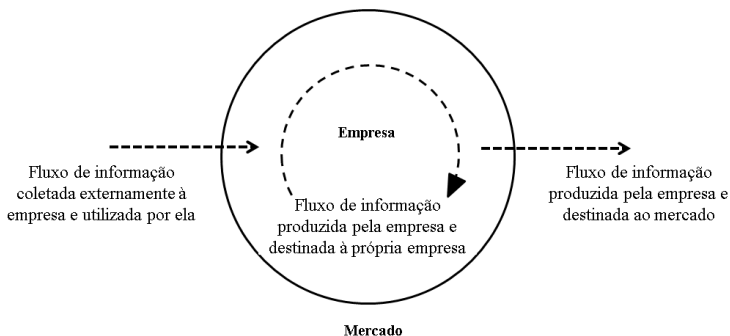 Empresa
Fluxo de informação
coletada externamente à
empresa e utilizada por ela
Fluxo de informação
produzida pela empresa e
destinada à própria empresa
Fluxo de informação
produzida pela empresa e
destinada ao mercado
Mercado